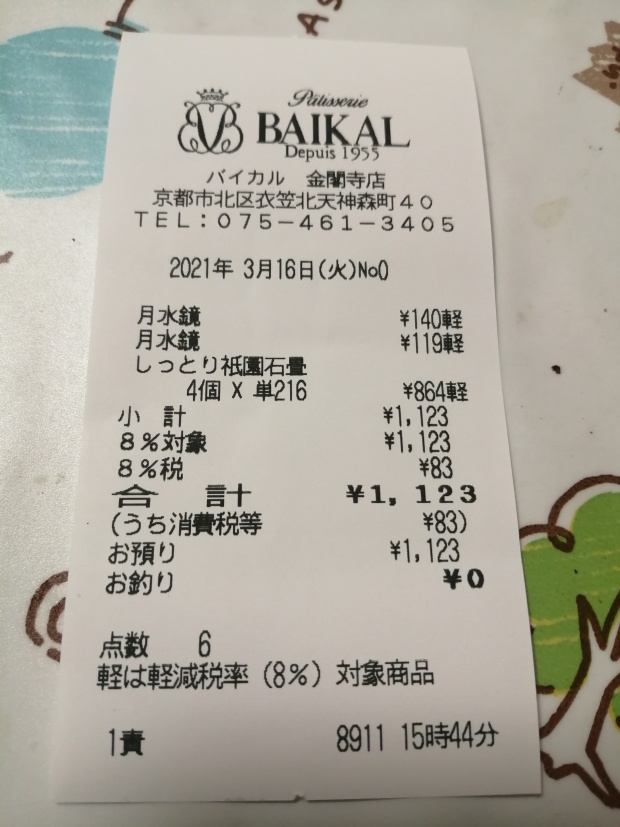 AS
Pâtisserie
BAIKAL
Depuis 1955
バイカル 金閣寺店
京都市北区衣笠北天神森町40
TEL:075-461-3405
2021年 3月16日(火)No0
月水鏡 ¥140軽
月水鏡 ¥119軽
しっとり祇園石畳
4個 X 単216 ¥864軽
小 計 ¥1,123
8%対象 ¥1,123
8%税 ¥83
合 計 ¥1,123
(うち消費税等 ¥83)
お預り ¥1,123
お釣り ¥0
点数 6
軽は軽減税率(8%)対象商品
1責 8911 15時44分